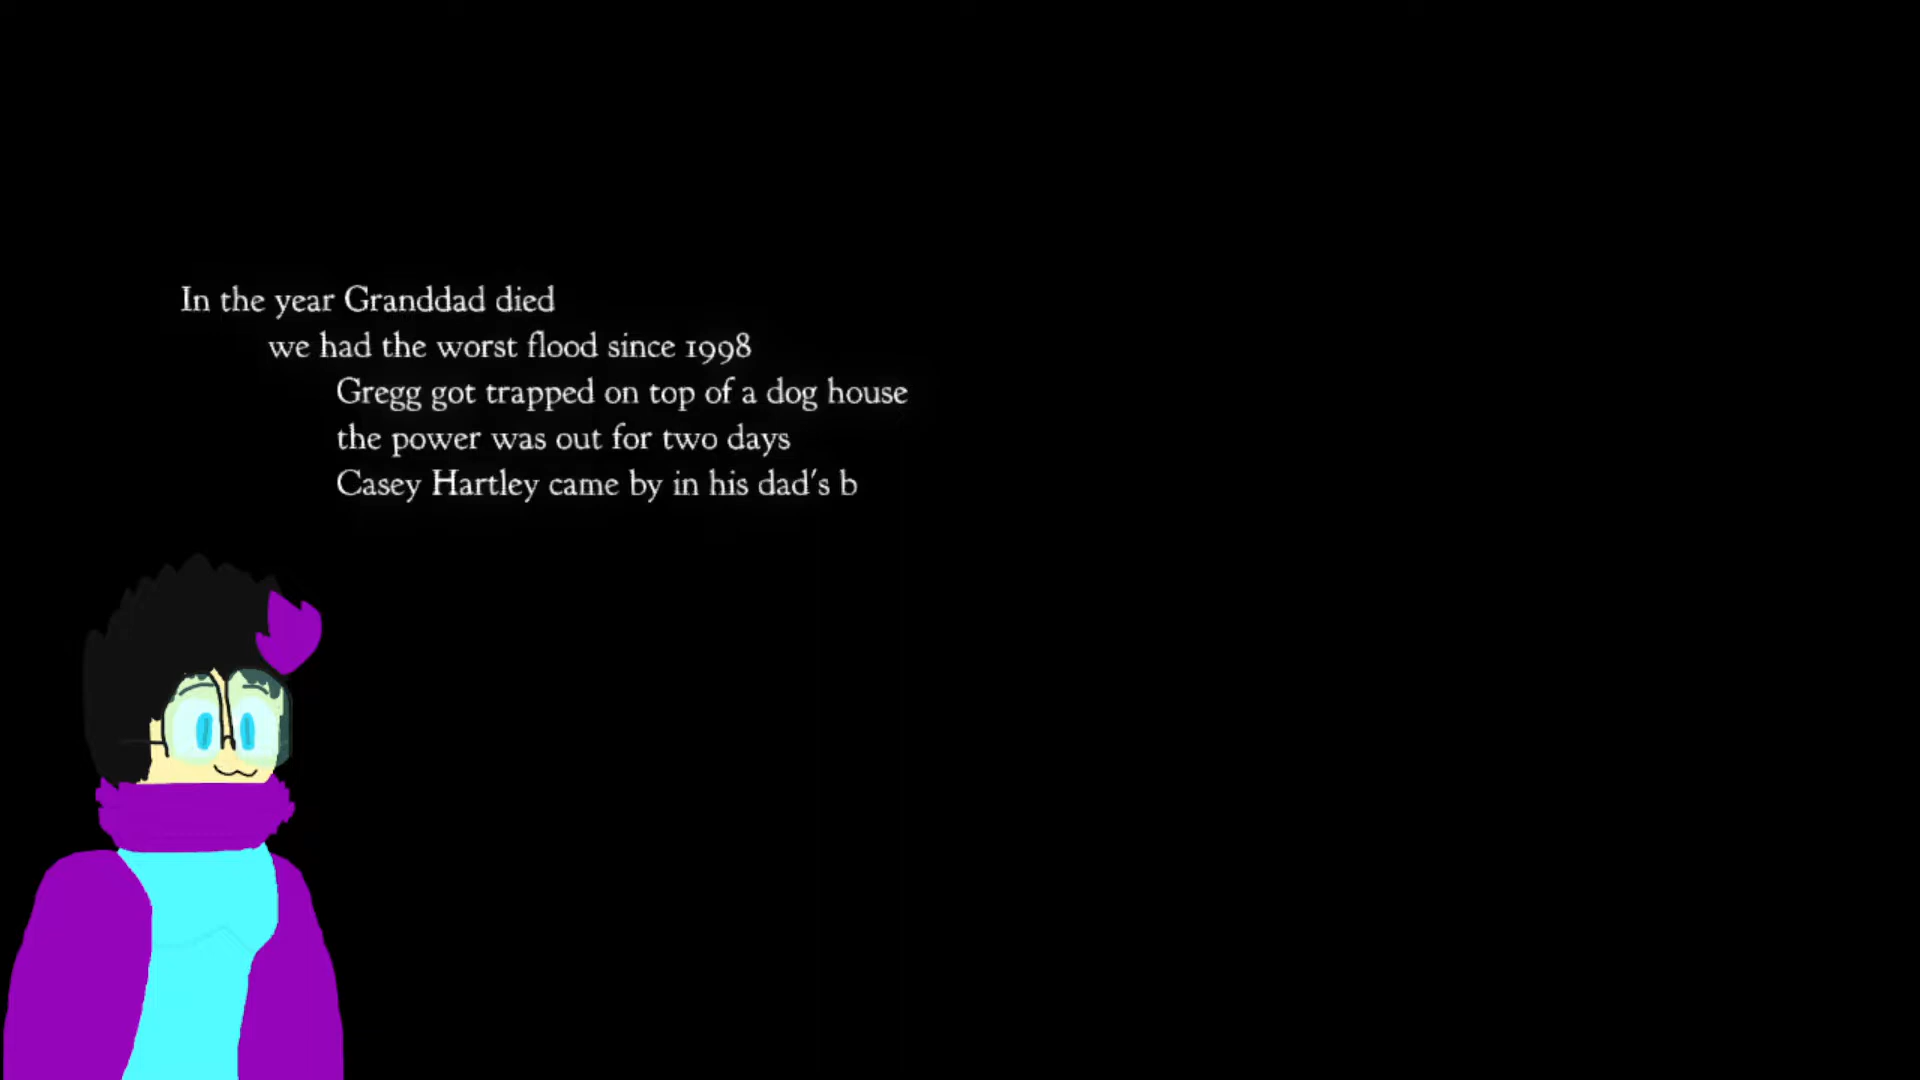 In the year Granddad died
we had the worst flood since 1998
Gregg got trapped on top of a dog house
the power was out for two days
Casey Hartley came by in his dad's b